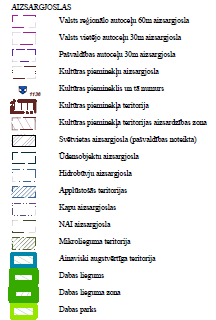 AIZSARGJOSLAS
Valsts reģionālo autoceļu 60m aizsargjosla
Valsts vietējo autoceļu 30m aizsargjosla
Pašvaldības autoceļu 30m aizsargjosla
Kultūras pieminekļu aizsargjosla
Kultūras piemineklis un tā numurs
Kultūras pieminekļa teritorija
Kultūras pieminekļa teritorijas aizsardzības zona
Svētvietas aizsargjosla (pašvaldības noteikta)
Ūdensobjektu aizsargjosla
Hidrobūvju aizsargjosla
Applūstošās teritorijas
Kapu aizsargjoslas
NAI aizsargjosla
Mikrolieguma teritorija
Ainaviski augstvērtīga teritorija
Dabas liegums
Dabas lieguma zona
Dabas parks